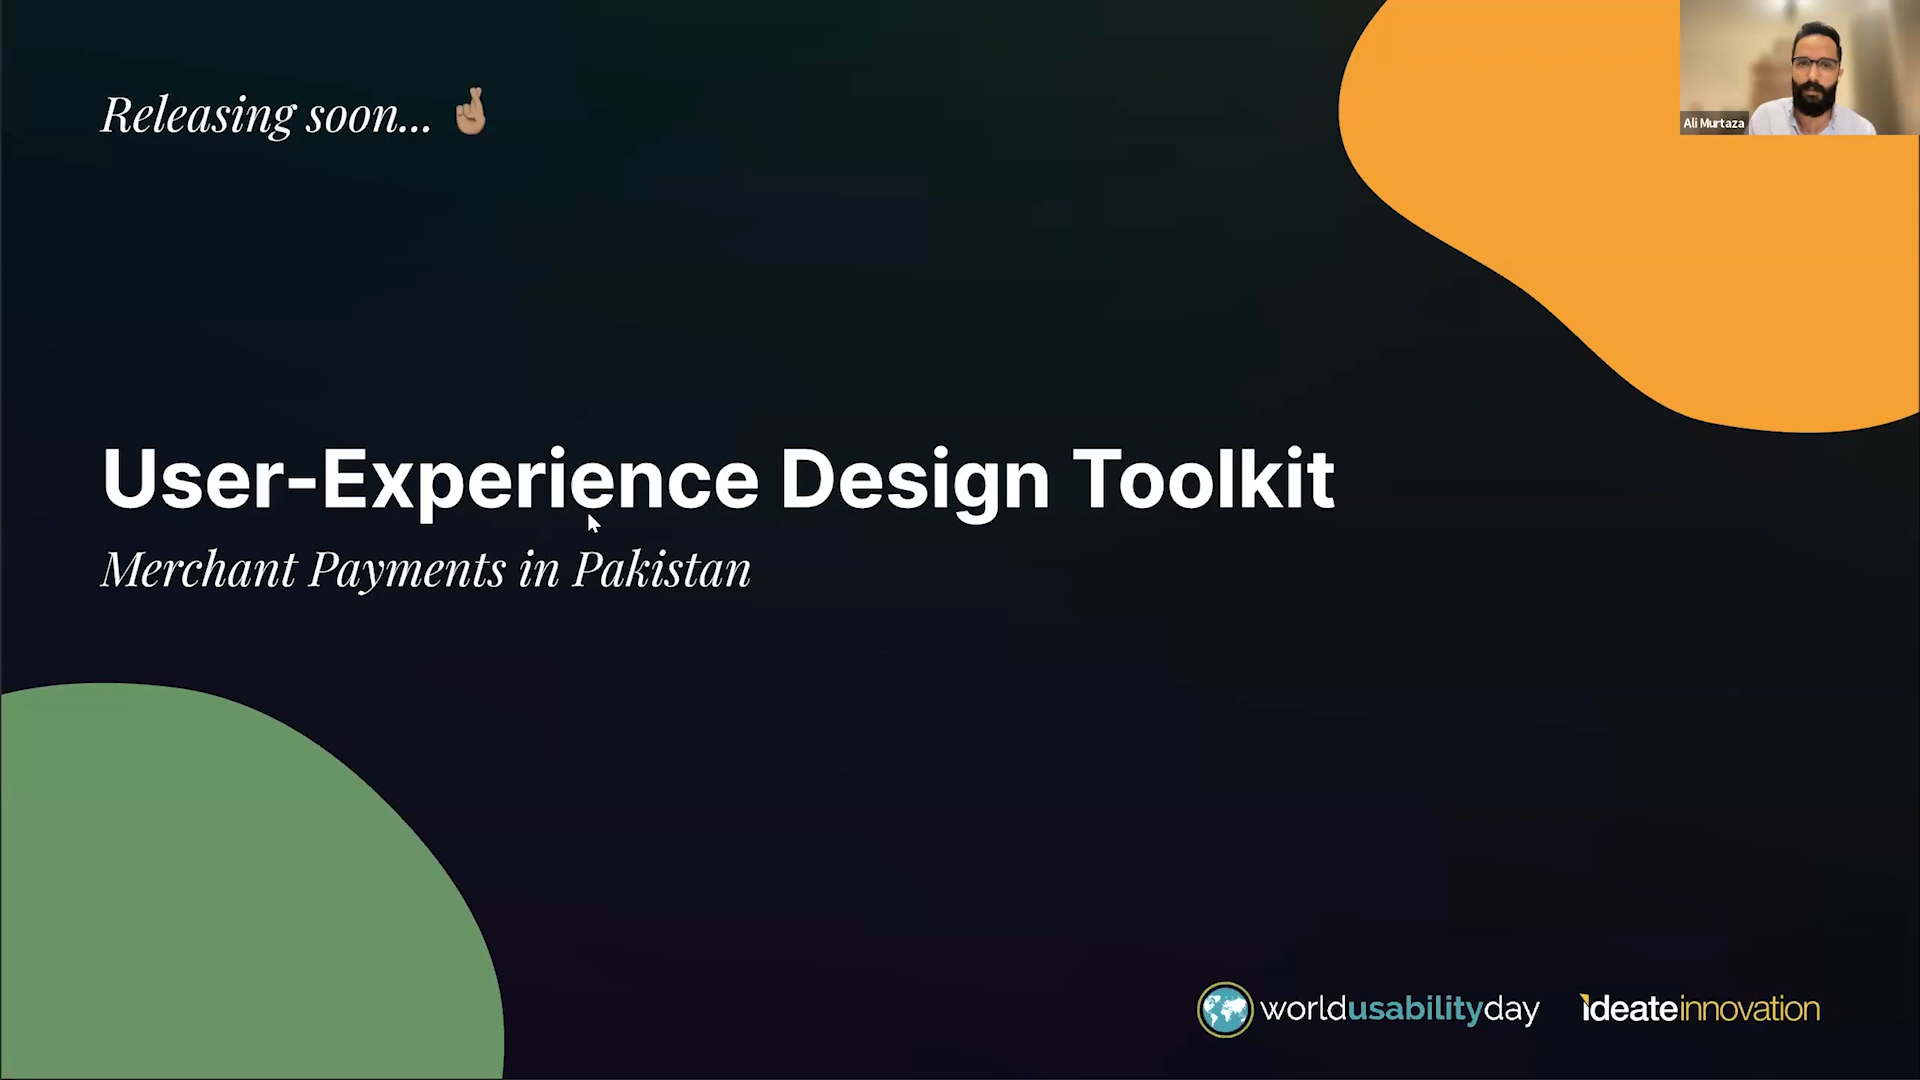 Releasing soon... 🤞🏽
Ali Murtaza
User-Experience Design Toolkit
Merchant Payments in Pakistan
worldusabilityday
ideateinnovation